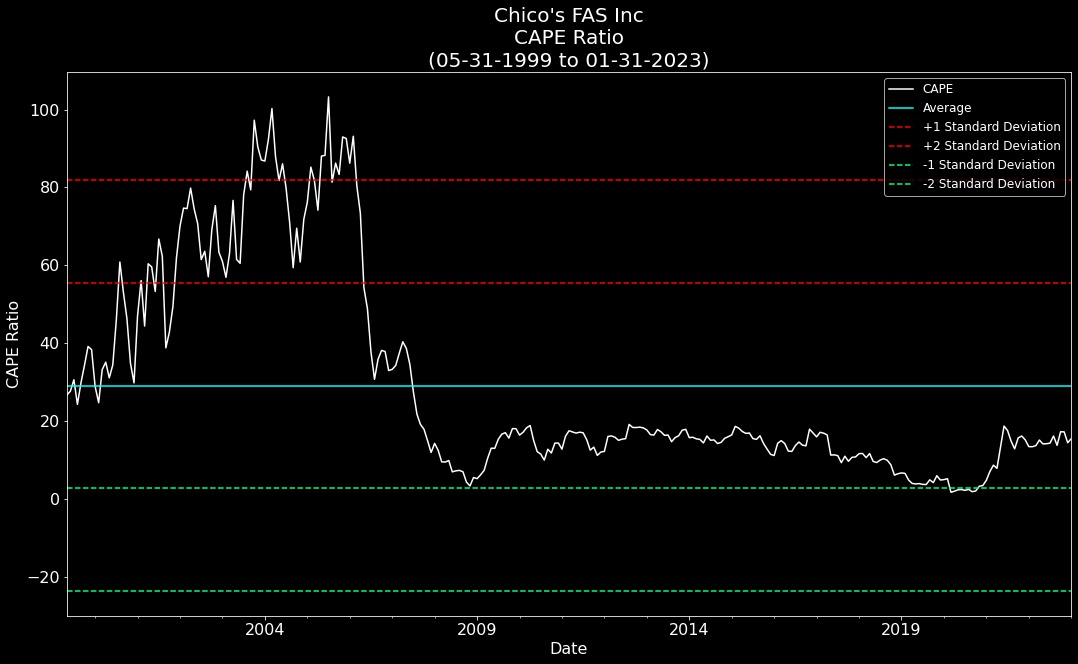 Chico's FAS Inc
CAPE Ratio
(05-31-1999 to 01-31-2023)
CAPE
Average
+1 Standard Deviation
+2 Standard Deviation
-1 Standard Deviation
-2 Standard Deviation
CAPE Ratio
100
80
60
40
20
0
−20
2004
2009
2014
2019
Date